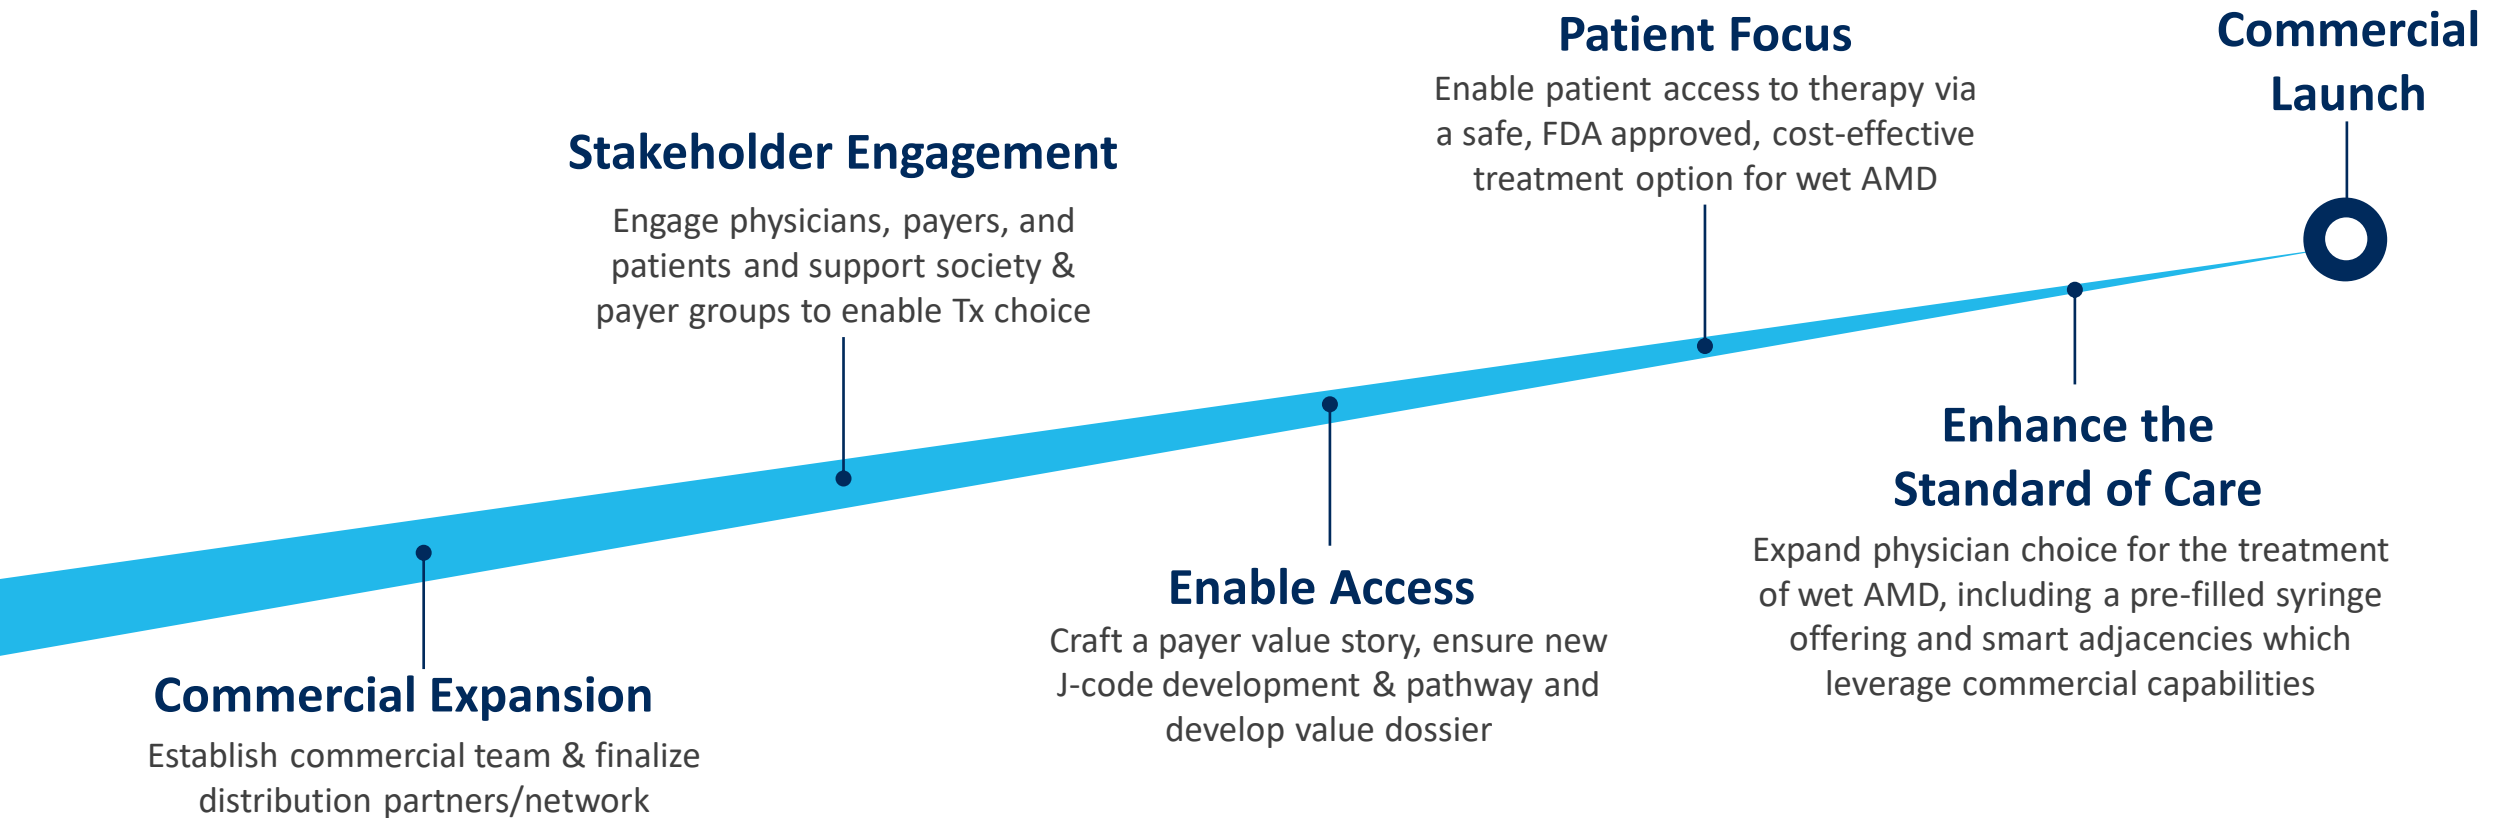 Commercial Expansion
Establish commercial team & finalize
distribution partners/network
Stakeholder Engagement
Engage physicians, payers, and
patients and support society &
payer groups to enable Tx choice
Enable Access
Craft a payer value story, ensure new
J-code development & pathway and
develop value dossier
Patient Focus
Enable patient access to therapy via
a safe, FDA approved, cost-effective
treatment option for wet AMD
Enhance the
Standard of Care
Expand physician choice for the treatment
of wet AMD, including a pre-filled syringe
offering and smart adjacencies which
leverage commercial capabilities
Commercial
Launch